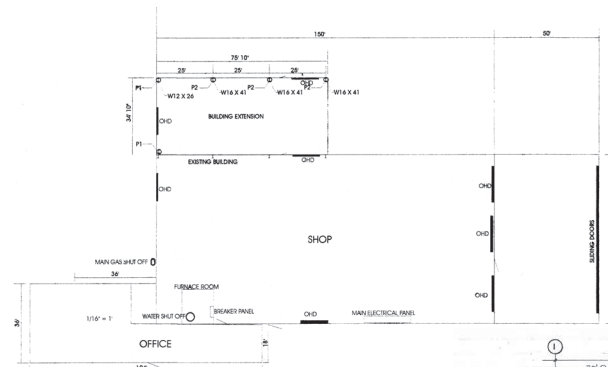 150'
50'
75' 10"
25'
25'
25'
OHD
P1
P2
P2
P2
W12 X 26
W16 X 41
W16 X 41
W16 X 41
34' 10"
OHD
BUILDING EXTENSION
P1
EXISTING BUILDING
OHD
OHD
OHD
OHD
SLIDING DOORS
SHOP
MAIN GAS SHUT OFF
36'
FURNACE ROOM
OHD
36'
1/16" = 1'
WATER SHUT OFF
BREAKER PANEL
OHD
MAIN ELECTRICAL PANEL
OFFICE
18'
1